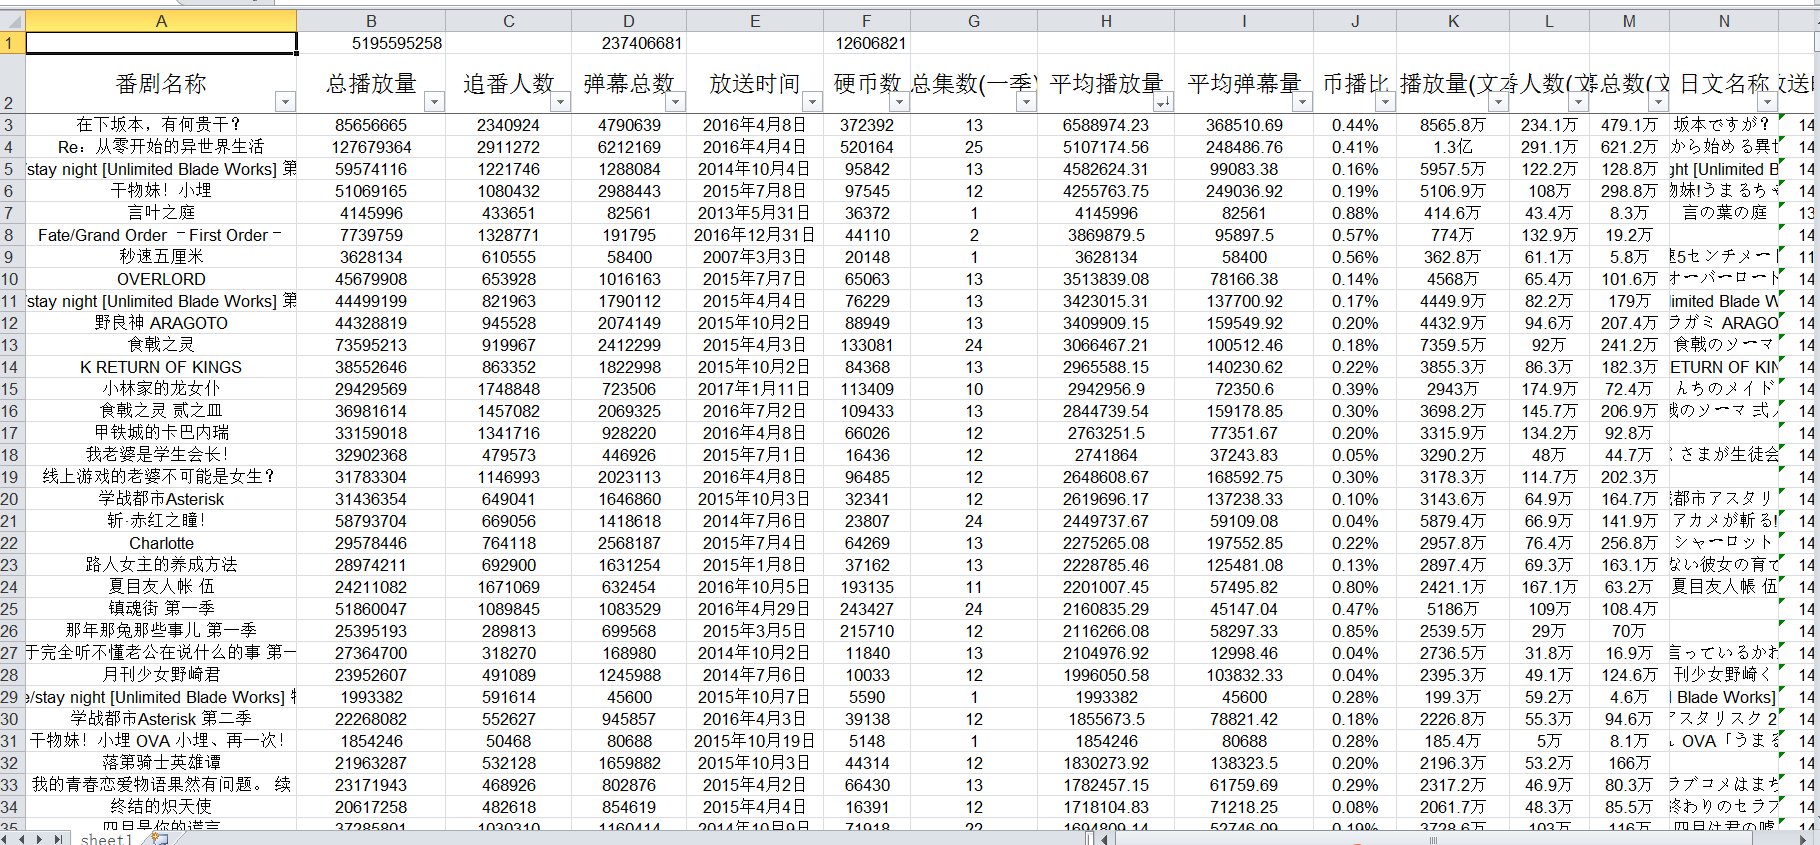 A B C D E F G H I J K L M N
1 5195595258 237406681 12606821
2 番剧名称 总播放量 追番人数 弹幕总数 放送时间 硬币数 总集数(一季) 平均播放量 平均弹幕量 币播比 播放量(文 人数(文 总数(文 日文名称 放送
3 在下坂本，有何贵干？ 85656665 2340924 4790639 2016年4月8日 372392 13 6588974.23 368510.69 0.44% 8565.8万 234.1万 479.1万 坂本ですが？ 14
4 Re：从零开始的异世界生活 127679364 2911272 6212169 2016年4月4日 520164 25 5107174.56 248486.76 0.41% 1.3亿 291.1万 621.2万 から始める異世 14
5 /stay night [Unlimited Blade Works] 第 59574116 1221746 1288084 2014年10月4日 95842 13 4582624.31 99083.38 0.16% 5957.5万 122.2万 128.8万 ght [Unlimited B 14
6 干物妹！小埋 51069165 1080432 2988443 2015年7月8日 97545 12 4255763.75 249036.92 0.19% 5106.9万 108万 298.8万 物妹!うまるちゃ 14
7 言叶之庭 4145996 433651 82561 2013年5月31日 36372 1 4145996 82561 0.88% 414.6万 43.4万 8.3万 言の葉の庭 13
8 Fate/Grand Order －First Order－ 7739759 1328771 191795 2016年12月31日 44110 2 3869879.5 95897.5 0.57% 774万 132.9万 19.2万 14
9 秒速五厘米 3628134 610555 58400 2007年3月3日 20148 1 3628134 58400 0.56% 362.8万 61.1万 5.8万 速5センチメート 11
10 OVERLORD 45679908 653928 1016163 2015年7月7日 65063 13 3513839.08 78166.38 0.14% 4568万 65.4万 101.6万 オーバーロード 14
11 /stay night [Unlimited Blade Works] 第 44499199 821963 1790112 2015年4月4日 76229 13 3423015.31 137700.92 0.17% 4449.9万 82.2万 179万 limited Blade W 14
12 野良神 ARAGOTO 44328819 945528 2074149 2015年10月2日 88949 13 3409909.15 159549.92 0.20% 4432.9万 94.6万 207.4万 ラガミ ARAGO 14
13 食戟之灵 73595213 919967 2412299 2015年4月3日 133081 24 3066467.21 100512.46 0.18% 7359.5万 92万 241.2万 食戟のソーマ 14
14 K RETURN OF KINGS 38552646 863352 1822998 2015年10月2日 84368 13 2965588.15 140230.62 0.22% 3855.3万 86.3万 182.3万 ETURN OF KIN 14
15 小林家的龙女仆 29429569 1748848 723506 2017年1月11日 113409 10 2942956.9 72350.6 0.39% 2943万 174.9万 72.4万 んちのメイド 14
16 食戟之灵 贰之皿 36981614 1457082 2069325 2016年7月2日 109433 13 2844739.54 159178.85 0.30% 3698.2万 145.7万 206.9万 戟のソーマ 弐ノ 14
17 甲铁城的卡巴内瑞 33159018 1341716 928220 2016年4月8日 66026 12 2763251.5 77351.67 0.20% 3315.9万 134.2万 92.8万 14
18 我老婆是学生会长！ 32902368 479573 446926 2015年7月1日 16436 12 2741864 37243.83 0.05% 3290.2万 48万 44.7万 くさまが生徒会 14
19 线上游戏的老婆不可能是女生？ 31783304 1146993 2023113 2016年4月8日 96485 12 2648608.67 168592.75 0.30% 3178.3万 114.7万 202.3万 14
20 学战都市Asterisk 31436354 649041 1646860 2015年10月3日 32341 12 2619696.17 137238.33 0.10% 3143.6万 64.9万 164.7万 都市アスタリ 14
21 斩·赤红之瞳！ 58793704 669056 1418618 2014年7月6日 23807 24 2449737.67 59109.08 0.04% 5879.4万 66.9万 141.9万 アカメが斬る! 14
22 Charlotte 29578446 764118 2568187 2015年7月4日 64269 13 2275265.08 197552.85 0.22% 2957.8万 76.4万 256.8万 シャーロット 14
23 路人女主的养成方法 28974211 692900 1631254 2015年1月8日 37162 13 2228785.46 125481.08 0.13% 2897.4万 69.3万 163.1万 ない彼女の育て 14
24 夏目友人帐 伍 24211082 1671069 632454 2016年10月5日 193135 11 2201007.45 57495.82 0.80% 2421.1万 167.1万 63.2万 夏目友人帳 伍 14
25 镇魂街 第一季 51860047 1089845 1083529 2016年4月29日 243427 24 2160835.29 45147.04 0.47% 5186万 109万 108.4万 14
26 那年那兔那些事儿 第一季 25395193 289813 699568 2015年3月5日 215710 12 2116266.08 58297.33 0.85% 2539.5万 29万 70万 14
27 于完全听不懂老公在说什么的事 第一 27364700 318270 168980 2014年10月2日 11840 13 2104976.92 12998.46 0.04% 2736.5万 31.8万 16.9万 言っているかわ 14
28 月刊少女野崎君 23952607 491089 1245988 2014年7月6日 10033 12 1996050.58 103832.33 0.04% 2395.3万 49.1万 124.6万 刊少女野崎く 14
29 e/stay night [Unlimited Blade Works] 特 1993382 591614 45600 2015年10月7日 5590 1 1993382 45600 0.28% 199.3万 59.2万 4.6万 l Blade Works] 14
30 学战都市Asterisk 第二季 22268082 552627 945857 2016年4月3日 39138 12 1855673.5 78821.42 0.18% 2226.8万 55.3万 94.6万 アスタリスク 2 14
31 干物妹！小埋 OVA 小埋、再一次！ 1854246 50468 80688 2015年10月19日 5148 1 1854246 80688 0.28% 185.4万 5万 8.1万 OVA「うまる 14
32 落第骑士英雄谭 21963287 532128 1659882 2015年10月3日 44314 12 1830273.92 138323.5 0.20% 2196.3万 53.2万 166万 14
33 我的青春恋爱物语果然有问题。续 23171943 468926 802876 2015年4月2日 66430 13 1782457.15 61759.69 0.29% 2317.2万 46.9万 80.3万 ラブコメはまち 14
34 终结的炽天使 20617258 482618 854619 2015年4月4日 16391 12 1718104.83 71218.25 0.08% 2061.7万 48.3万 85.5万 終わりのセラフ 14
35 四月是你的谎言 37285801 1030310 1160414 2014年10月9日 71918 22 1694809.14 52746.09 0.19% 3728.6万 103万 116万 四月は君の嘘 14
sheet1